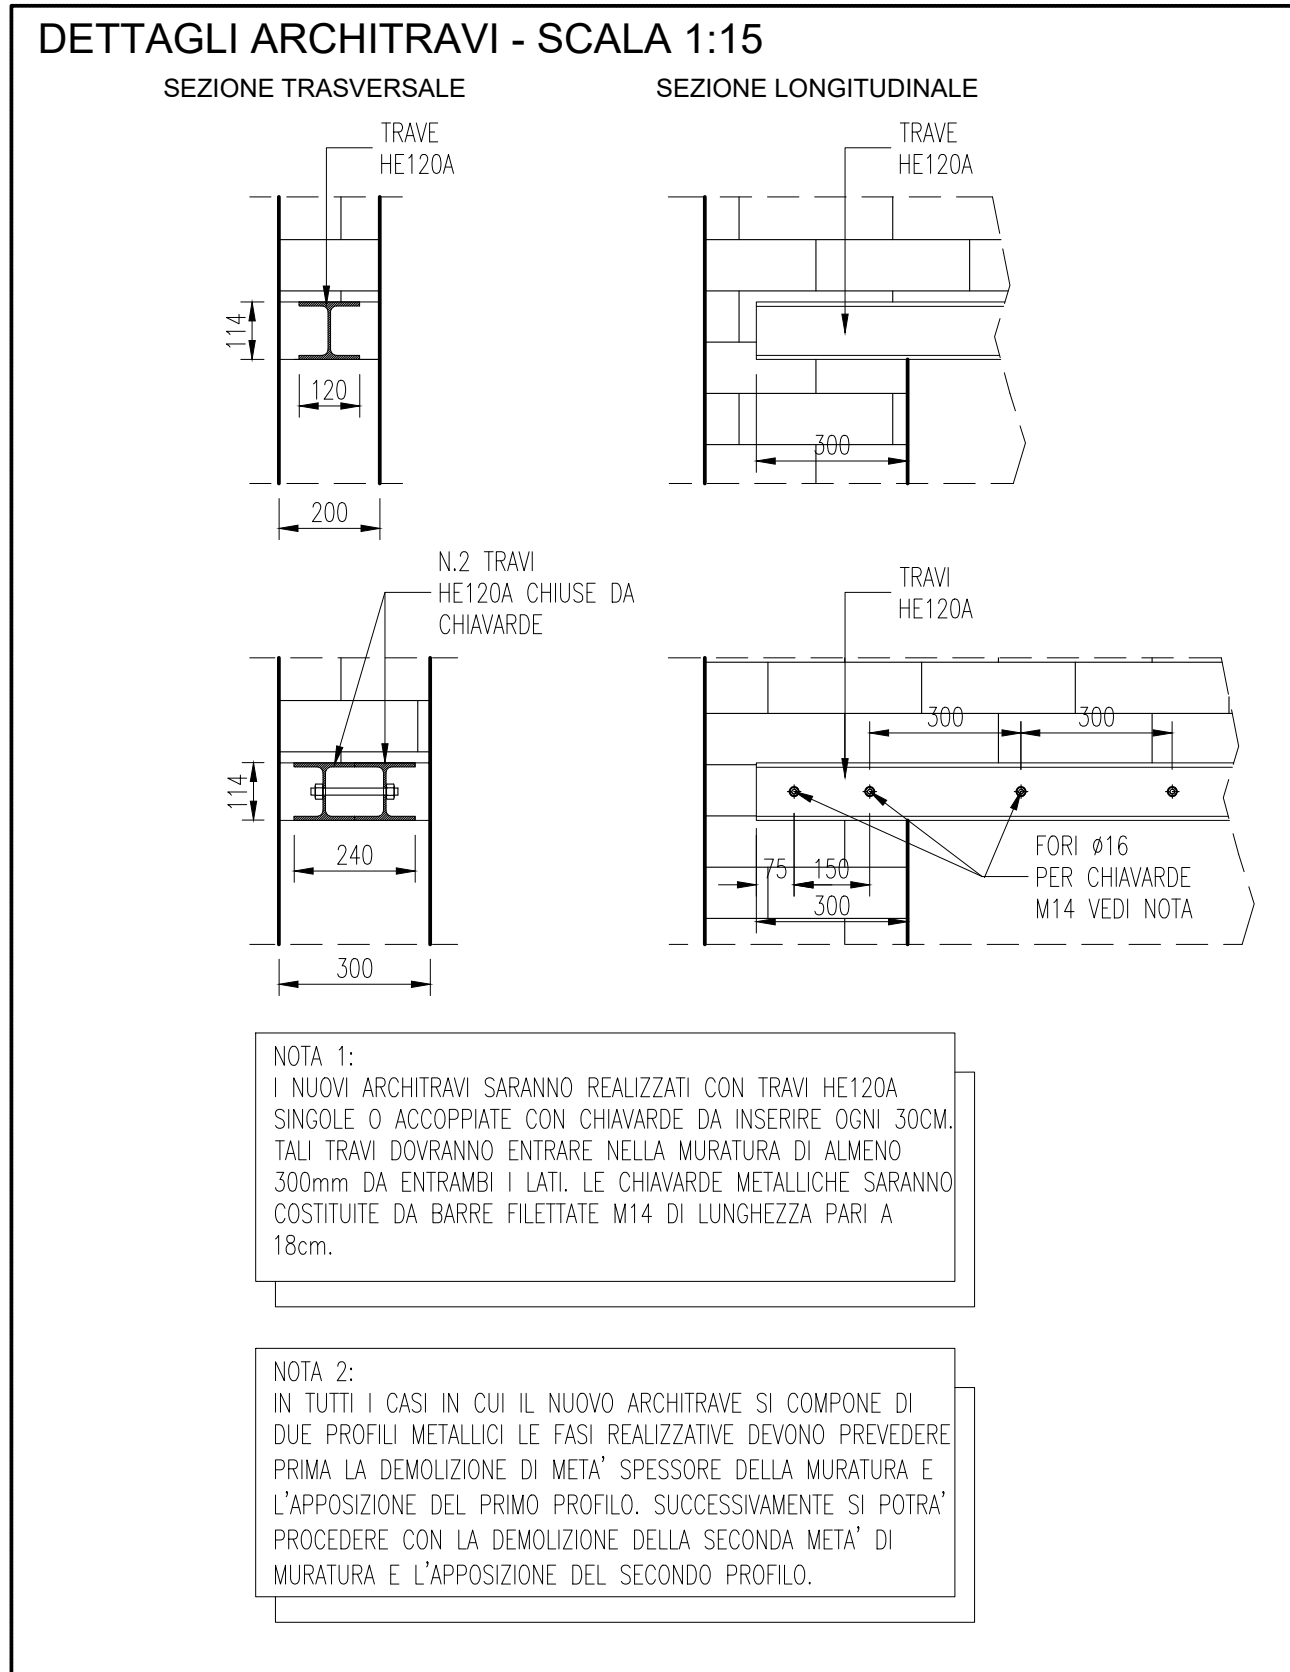 DETTAGLI ARCHITRAVI - SCALA 1:15
SEZIONE TRASVERSALE
SEZIONE LONGITUDINALE
TRAVE
HE120A
114
120
200
TRAVE
HE120A
300
N.2 TRAVI
HE120A CHIUSE DA
CHIAVARDE
114
240
300
TRAVI
HE120A
300
300
75
150
300
FORI ø16
PER CHIAVARDE
M14 VEDI NOTA
NOTA 1:
I NUOVI ARCHITRAVI SARANNO REALIZZATI CON TRAVI HE120A
SINGOLE O ACCOPPIATE CON CHIAVARDE DA INSERIRE OGNI 30CM.
TALI TRAVI DOVRANNO ENTRARE NELLA MURATURA DI ALMENO
300mm DA ENTRAMBI I LATI. LE CHIAVARDE METALLICHE SARANNO
COSTITUITE DA BARRE FILETTATE M14 DI LUNGHEZZA PARI A
18cm.
NOTA 2:
IN TUTTI I CASI IN CUI IL NUOVO ARCHITRAVE SI COMPONE DI
DUE PROFILI METALLICI LE FASI REALIZZATIVE DEVONO PREVEDERE
PRIMA LA DEMOLIZIONE DI META' SPESSORE DELLA MURATURA E
L'APPOSIZIONE DEL PRIMO PROFILO. SUCCESSIVAMENTE SI POTRA'
PROCEDERE CON LA DEMOLIZIONE DELLA SECONDA META' DI
MURATURA E L'APPOSIZIONE DEL SECONDO PROFILO.